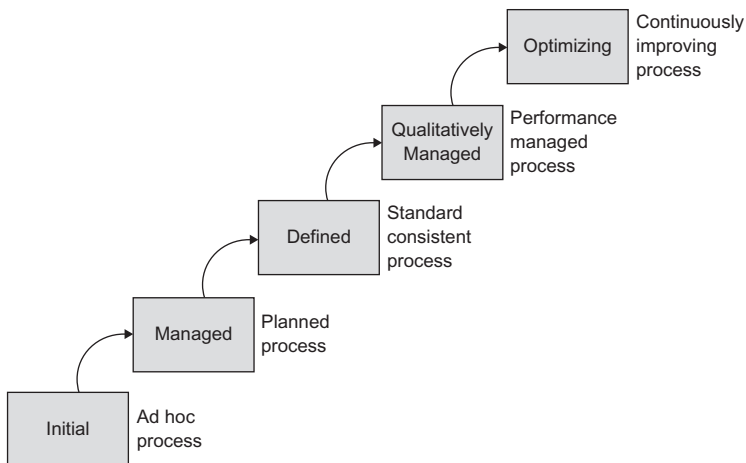 Optimizing
Continuously
improving
process
Qualitatively
Managed
Performance
managed
process
Defined
Standard
consistent
process
Managed
Planned
process
Initial
Ad hoc
process